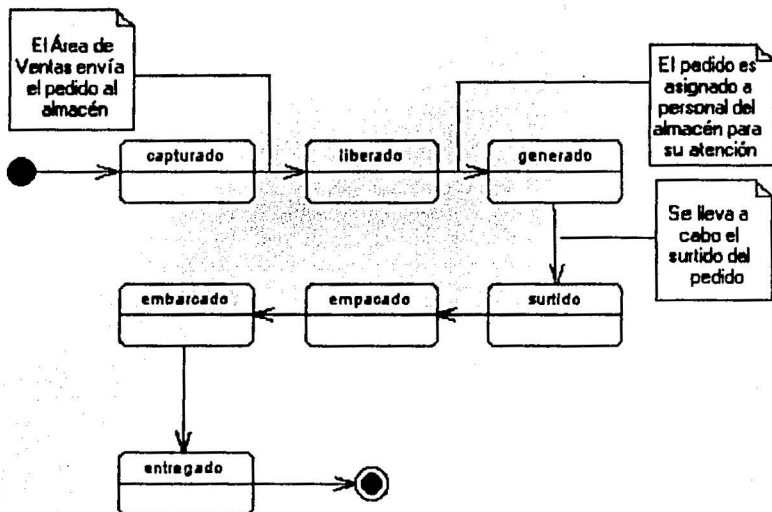 El Área de
Ventas envía
el pedido al
almacén
El pedido es
asignado a
personal del
almacén para
su atención
capturado
liberado
generado
Se lleva a
cabo el
surtido del
pedido
embarcado
empacado
surtido
entregado